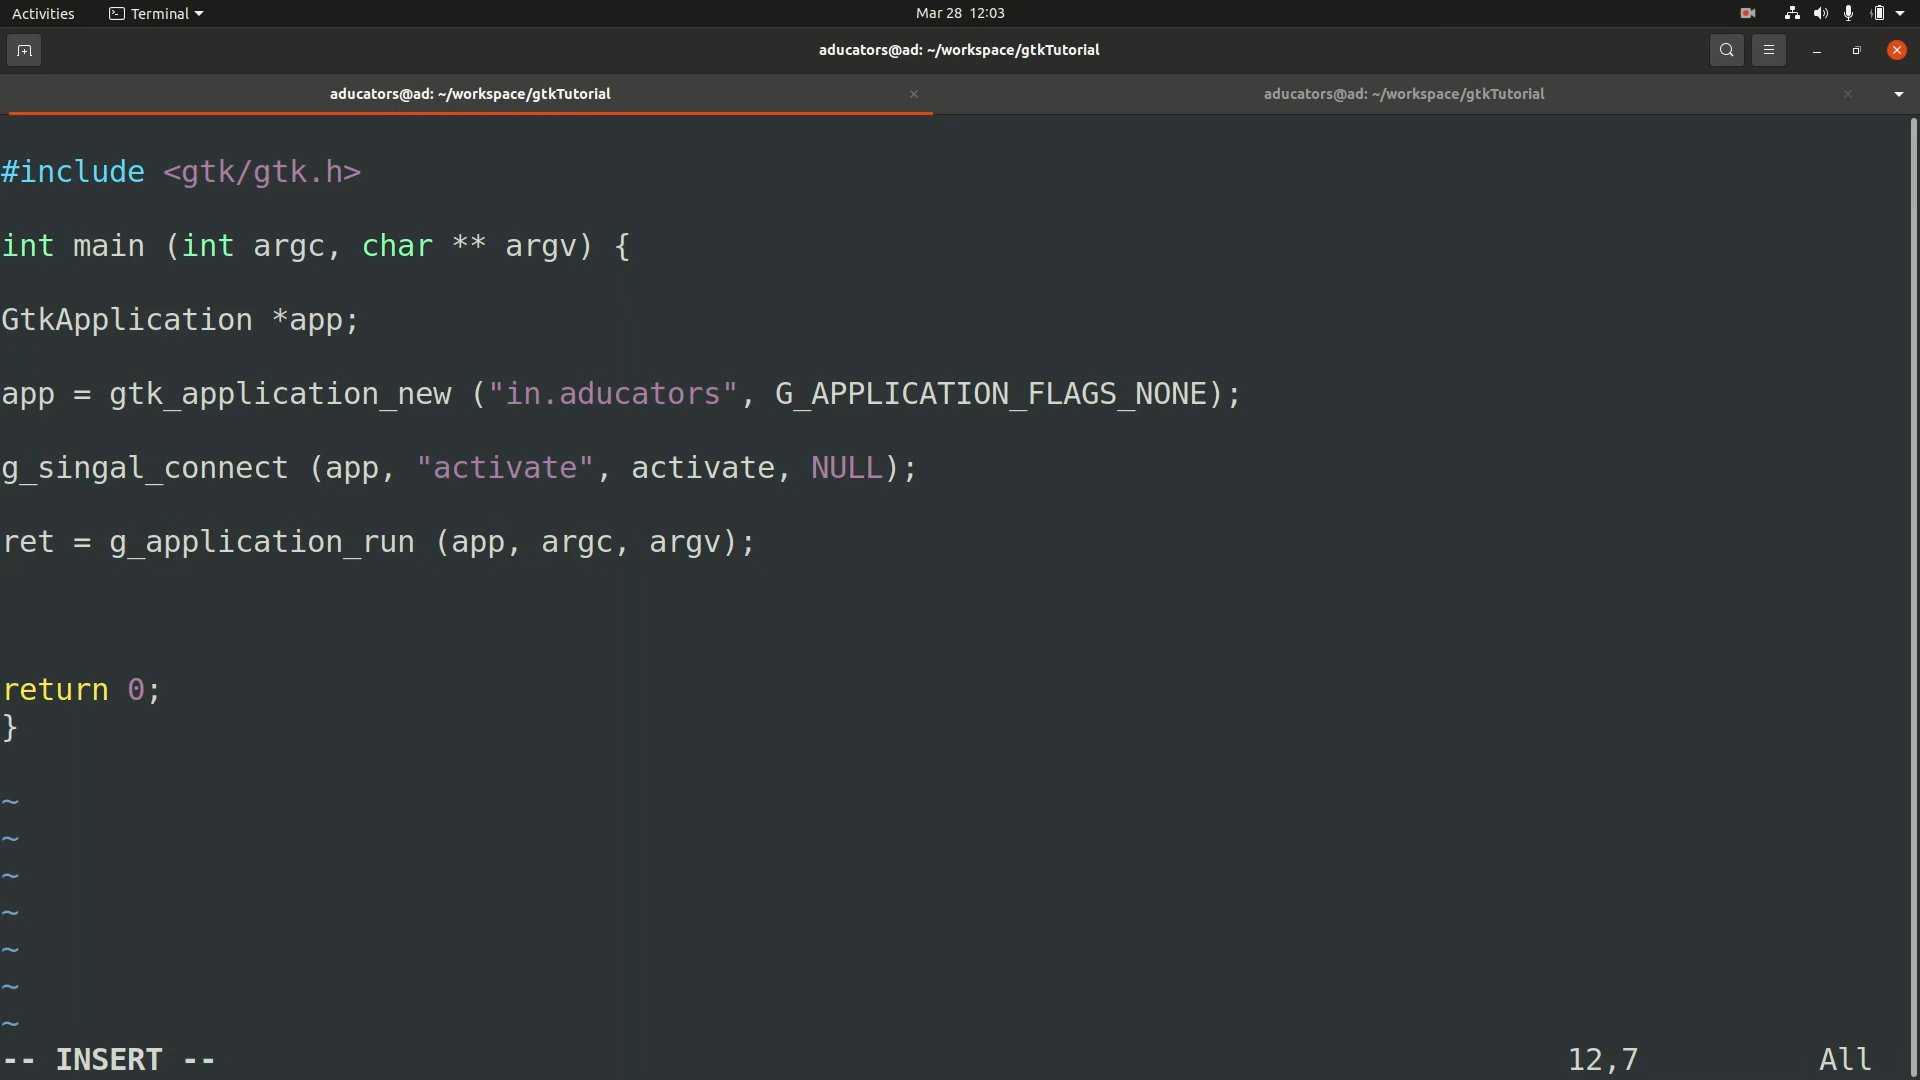 Activities
Terminal
Mar 28 12:03
aducators@ad: ~/workspace/gtkTutorial
aducators@ad: ~/workspace/gtkTutorial
aducators@ad: ~/workspace/gtkTutorial
#include <gtk/gtk.h>
int main (int argc, char ** argv) {
GtkApplication *app;
app = gtk_application_new ("in.aducators", G_APPLICATION_FLAGS_NONE);
g_singal_connect (app, "activate", activate, NULL);
ret = g_application_run (app, argc, argv);
return 0;
}
~
~
~
~
~
~
~
-- INSERT --
12,7
All